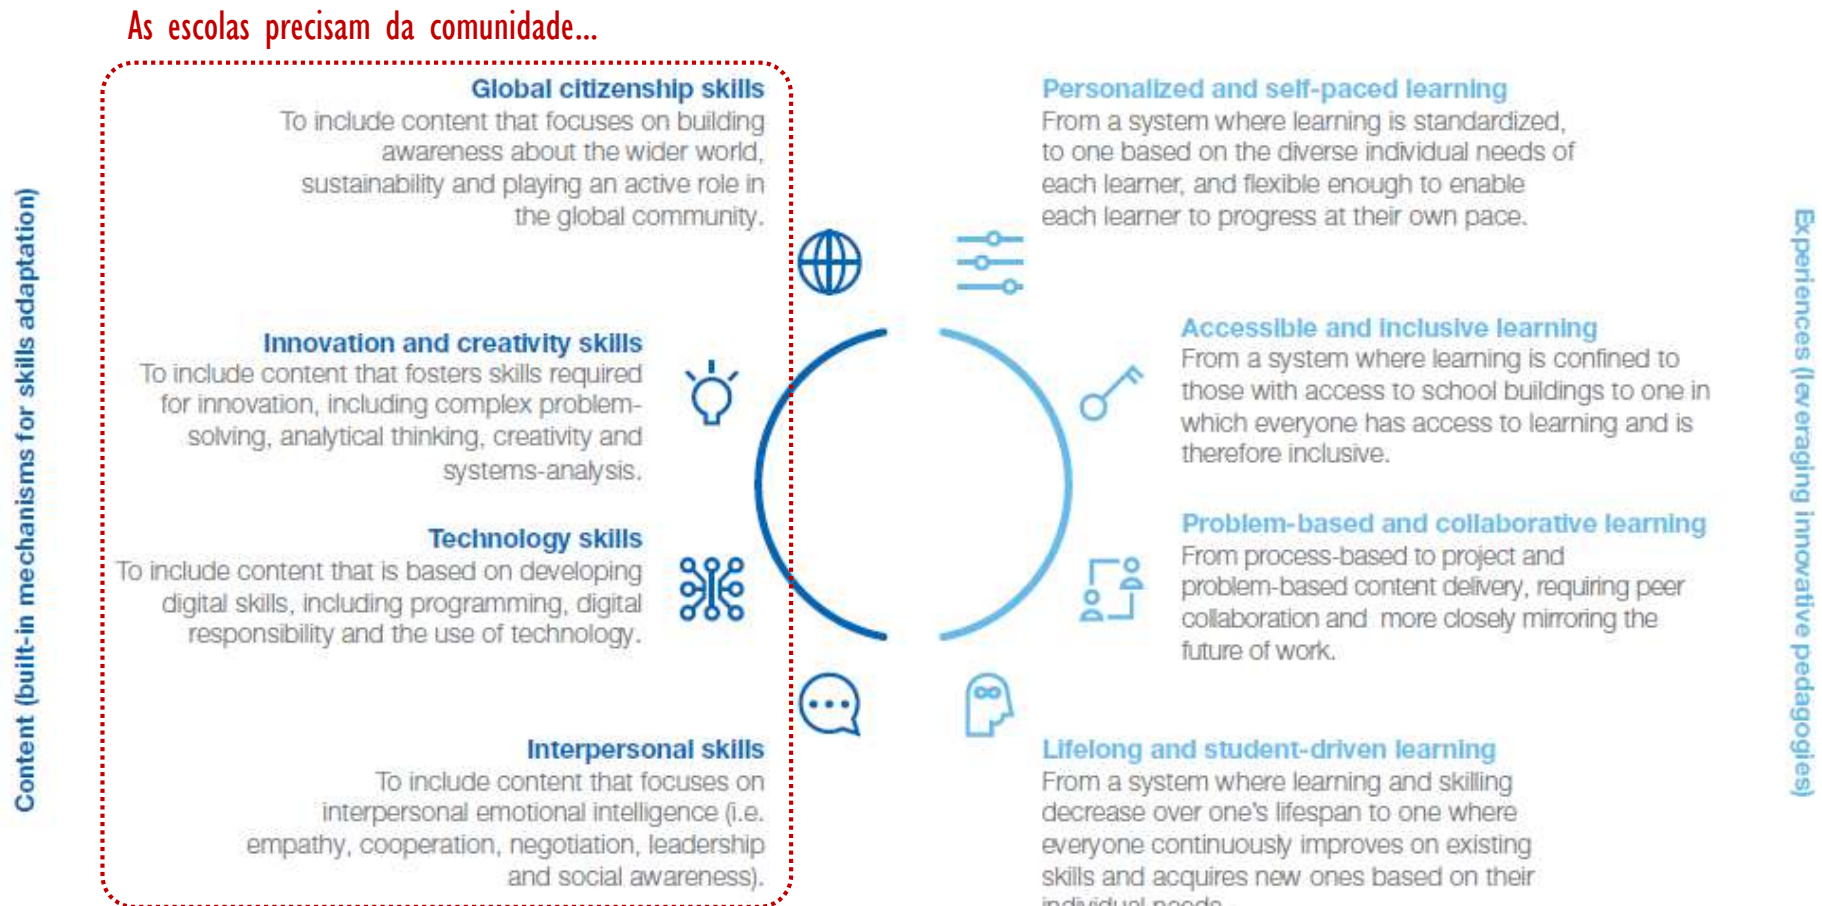 As escolas precisam da comunidade...
Content (built-in mechanisms for skills adaptation)
Global citizenship skills
To include content that focuses on building
awareness about the wider world,
sustainability and playing an active role in
the global community.
Innovation and creativity skills
To include content that fosters skills required
for innovation, including complex problem-
solving, analytical thinking, creativity and
systems-analysis.
Technology skills
To include content that is based on developing
digital skills, including programming, digital
responsibility and the use of technology.
Interpersonal skills
To include content that focuses on
interpersonal emotional intelligence (i.e.
empathy, cooperation, negotiation, leadership
and social awareness).
Personalized and self-paced learning
From a system where learning is standardized,
to one based on the diverse individual needs of
each learner, and flexible enough to enable
each learner to progress at their own pace.
Accessible and inclusive learning
From a system where learning is confined to
those with access to school buildings to one in
which everyone has access to learning and is
therefore inclusive.
Problem-based and collaborative learning
From process-based to project and
problem-based content delivery, requiring peer
collaboration and more closely mirroring the
future of work.
Lifelong and student-driven learning
From a system where learning and skilling
decrease over one's lifespan to one where
everyone continuously improves on existing
skills and acquires new ones based on their
individual needs.
Experiences (leveraging innovative pedagogies)